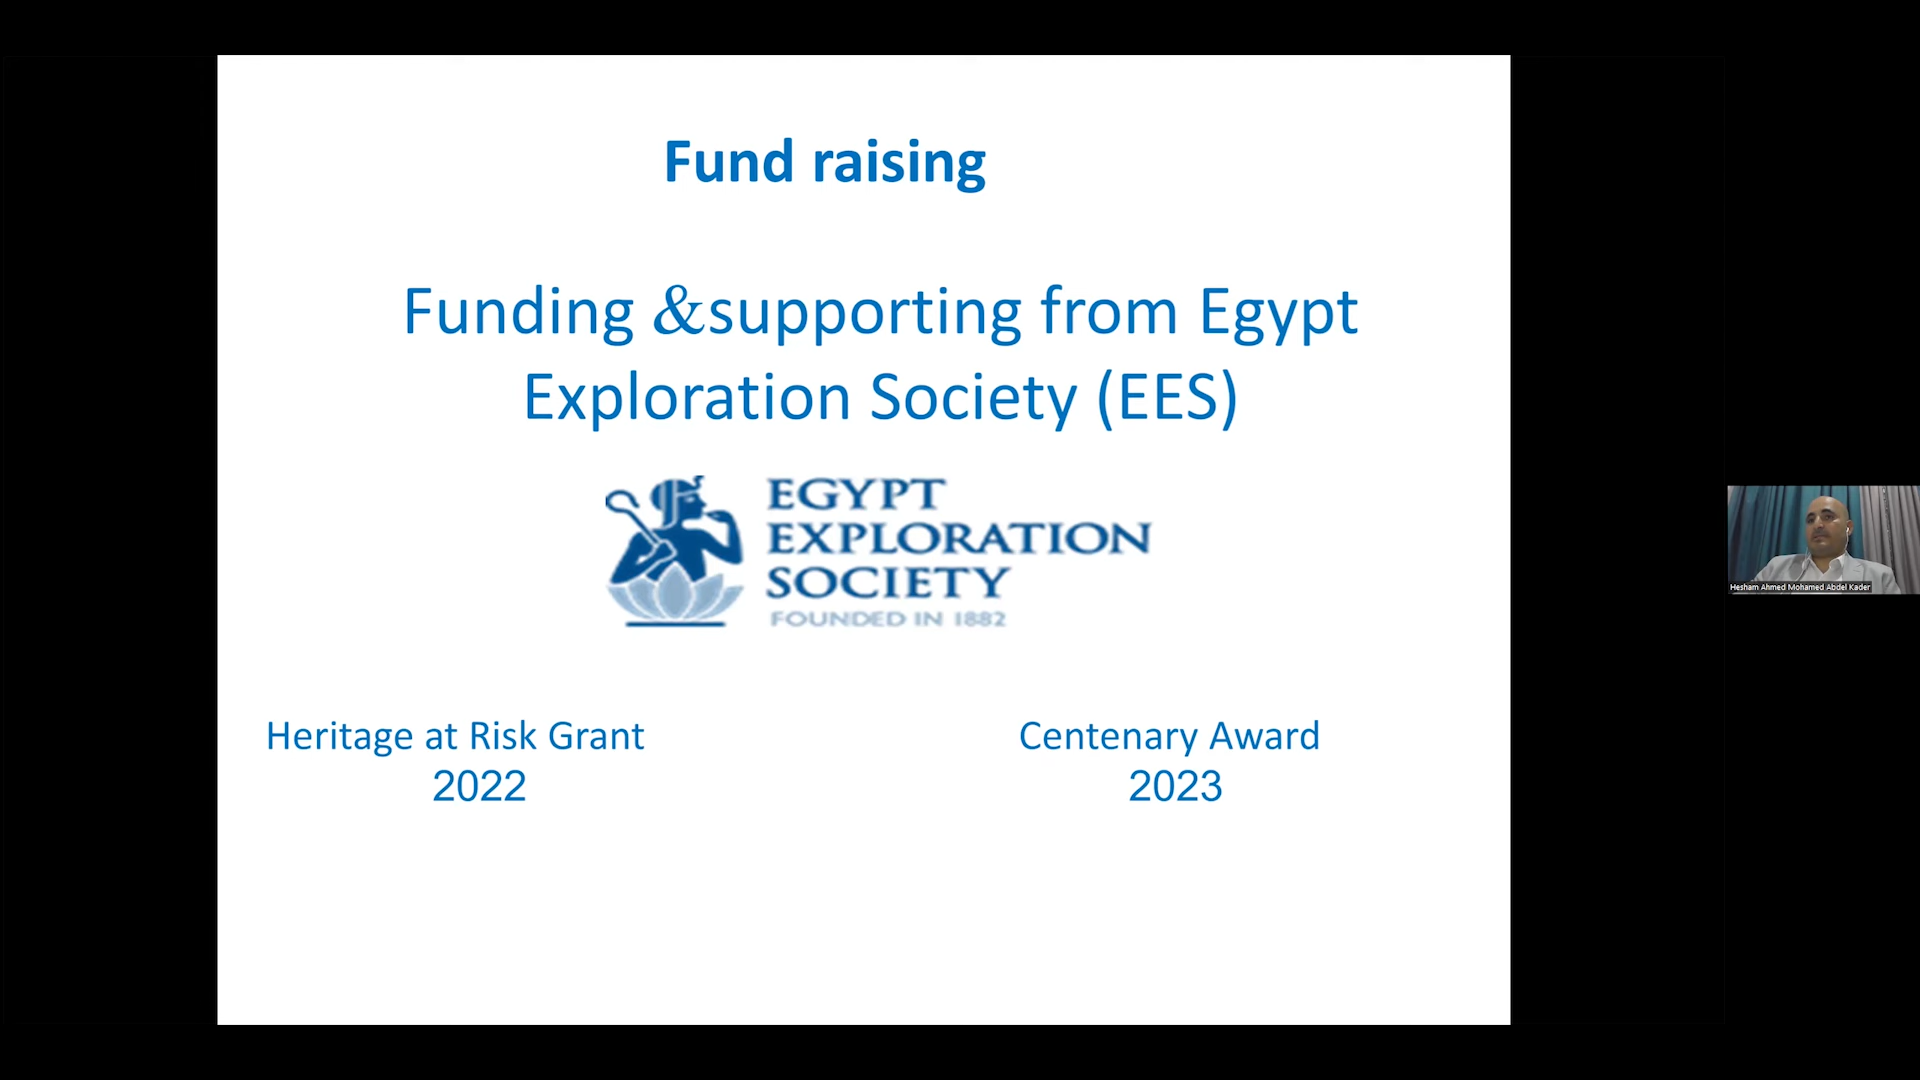 Fund raising
Funding &supporting from Egypt
Exploration Society (EES)
EGYPT
EXPLORATION
SOCIETY
FOUNDED IN 1882
Heritage at Risk Grant
2022
Centenary Award
2023
Hesham Ahmed Mohamed Abdel Kader